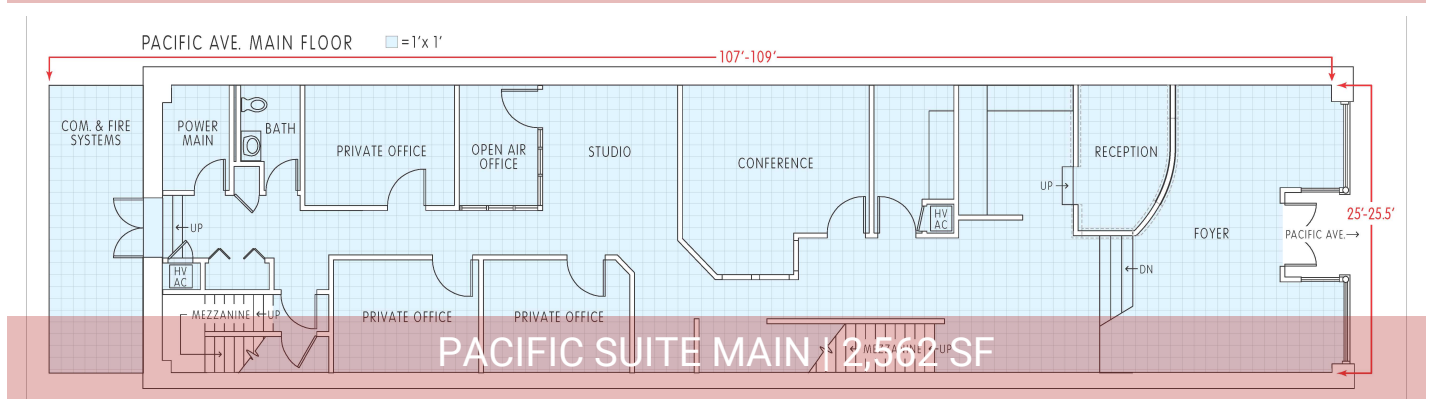 PACIFIC AVE. MAIN FLOOR
=1'x 1'
107'-109'
COM. & FIRE
SYSTEMS
POWER
MAIN
BATH
PRIVATE OFFICE
OPEN AIR
OFFICE
STUDIO
CONFERENCE
HV
AC
UP
RECEPTION
25'-25.5'
FOYER
PACIFIC AVE.
UP
DN
HV
AC
MEZZANINE
UP
PRIVATE OFFICE
PRIVATE OFFICE
MEZZANINE
UP
PACIFIC SUITE MAIN | 2,562 SF